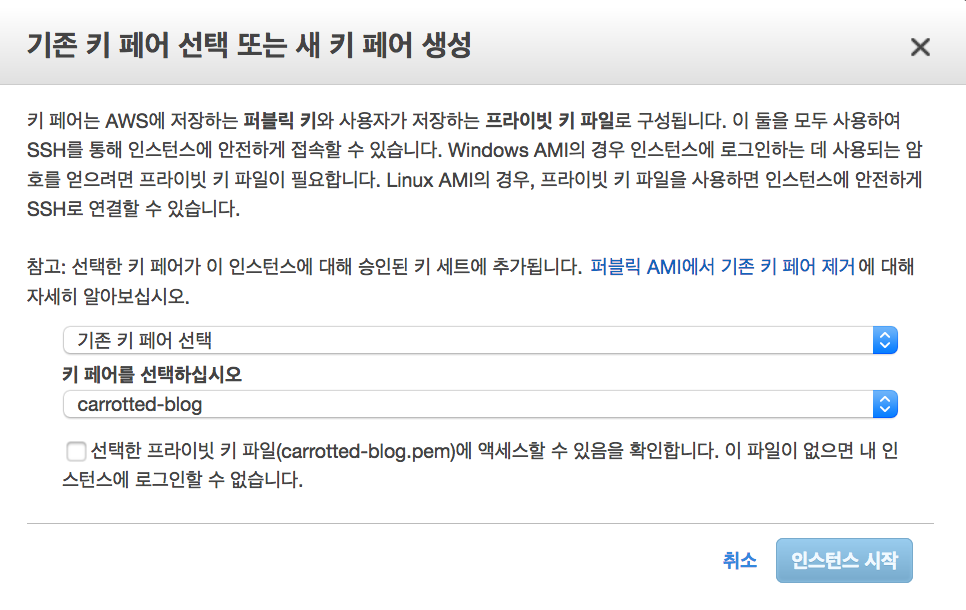 기존 키 페어 선택 또는 새 키 페어 생성
키 페어는 AWS에 저장하는 퍼블릭 키와 사용자가 저장하는 프라이빗 키 파일로 구성됩니다. 이 둘을 모두 사용하여
SSH를 통해 인스턴스에 안전하게 접속할 수 있습니다. Windows AMI의 경우 인스턴스에 로그인하는 데 사용되는 암
호를 얻으려면 프라이빗 키 파일이 필요합니다. Linux AMI의 경우, 프라이빗 키 파일을 사용하면 인스턴스에 안전하게
SSH로 연결할 수 있습니다.
참고: 선택한 키 페어가 이 인스턴스에 대해 승인된 키 세트에 추가됩니다. 퍼블릭 AMI에서 기존 키 페어 제거에 대해
자세히 알아보십시오.
기존 키 페어 선택
키 페어를 선택하십시오
carrotted-blog
선택한 프라이빗 키 파일(carrotted-blog.pem)에 액세스할 수 있음을 확인합니다. 이 파일이 없으면 내 인
스턴스에 로그인할 수 없습니다.
취소 인스턴스 시작